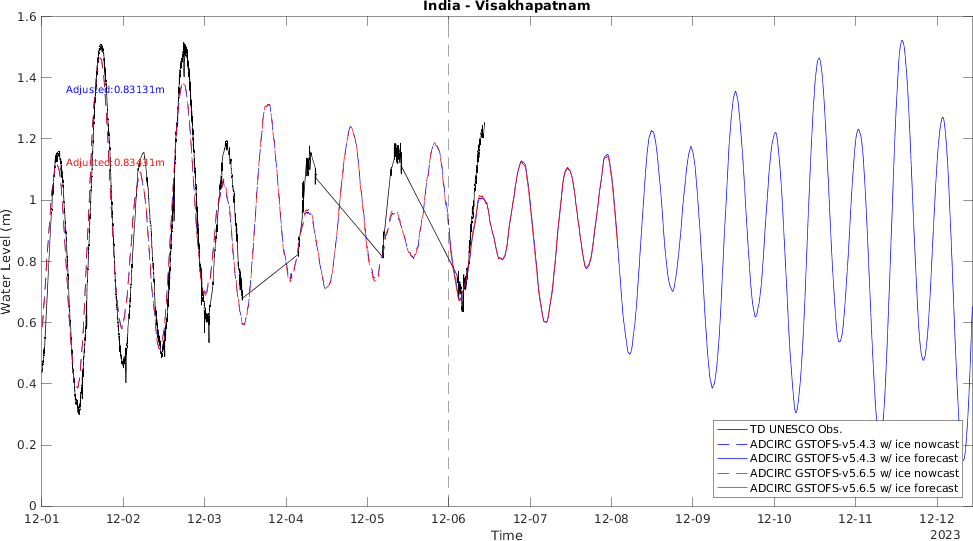 India - Visakhapatnam
1.6
1.4
1.2
1
0.8
0.6
0.4
0.2
0
Water Level (m)
Adjusted:0.83131m
Adjusted:0.83431m
TD UNESCO Obs.
ADCIRC GSTOFS-v5.4.3 w/ ice nowcast
ADCIRC GSTOFS-v5.4.3 w/ ice forecast
ADCIRC GSTOFS-v5.6.5 w/ ice nowcast
ADCIRC GSTOFS-v5.6.5 w/ ice forecast
12-01 12-02 12-03 12-04 12-05 12-06 12-07 12-08 12-09 12-10 12-11 12-12
2023
Time